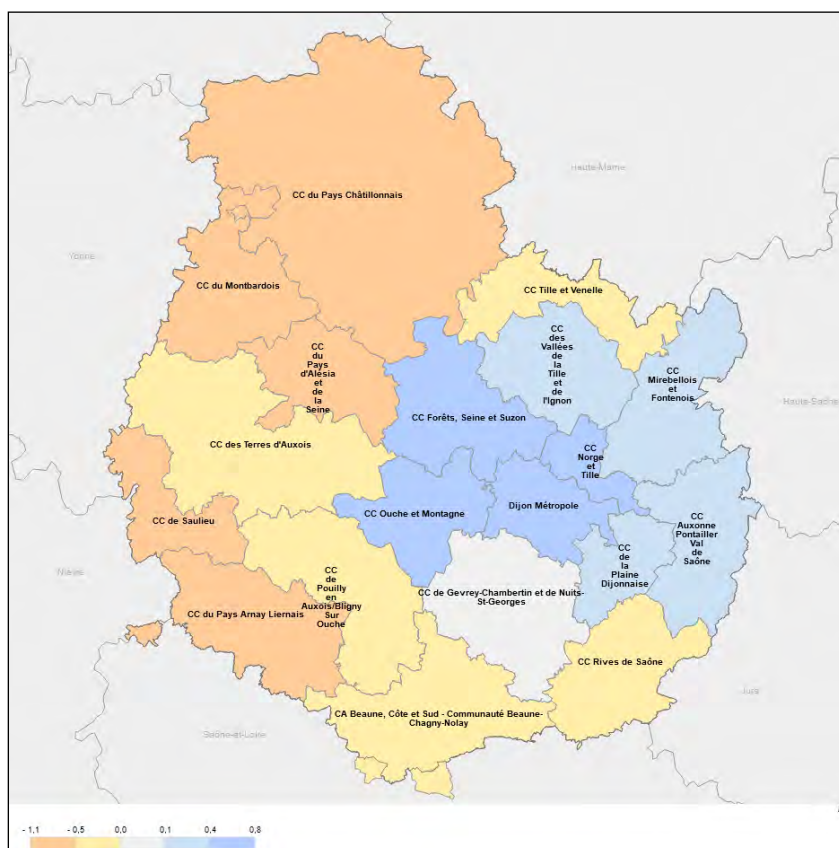 Haute-Marne
CC du Pays Châtillonnais
Yonne
CC du Montbardois
CC Tille et Venelle
CC
des
Vallées
de
la
Tille
et de
l'Ignon
CC
du
Pays
d'Alésia
et
de
la
Seine
CC
Mirebellois
et
Fontenois
Haute-Saône
CC Forêts, Seine et Suzon
CC des Terres d'Auxois
CC
Norge
et
Tille
CC de Saulieu
CC Ouche et Montagne
Dijon Métropole
CC
Auxonne
Pontailler
Val
de
Saône
CC
de
la
Plaine
Dijonnaise
Nièvre
CC
de
Pouilly
en
Auxois/Bligny
Sur
Ouche
CC de Gevrey-Chambertin et de Nuits-
St-Georges
CC du Pays Arnay Liernais
CC Rives de Saône
Jura
CA Beaune, Côte et Sud - Communauté Beaune-
Chagny-Nolay
Saône-et-Loire
- 1,1 - 0,5 0,0 0,1 0,4 0,8